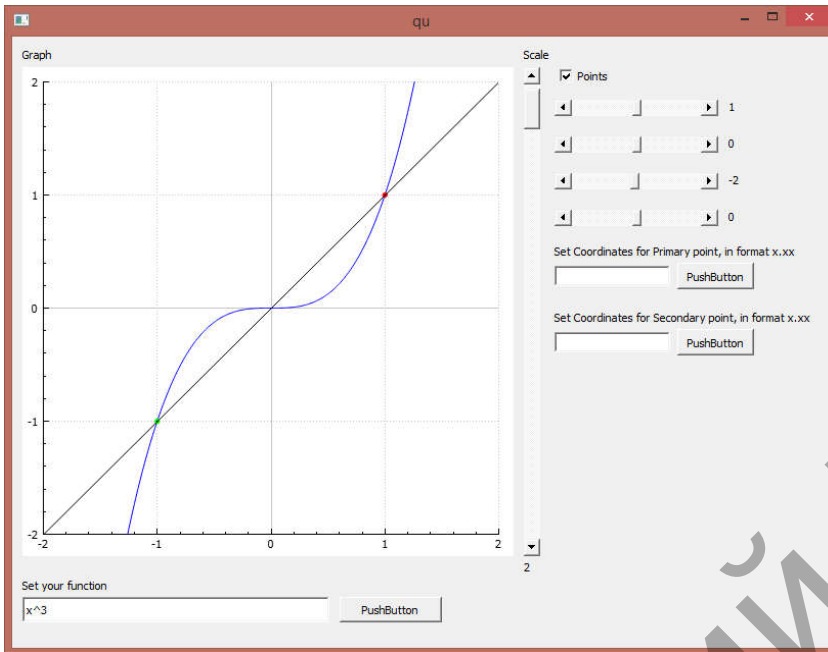 qu
Graph
Scale
Points
1
0
-2
0
Set Coordinates for Primary point, in format x.xx
PushButton
Set Coordinates for Secondary point, in format x.xx
PushButton
2
1
0
-1
-2
-2
-1
0
1
2
2
Set your function
x^3
PushButton
ИЙ